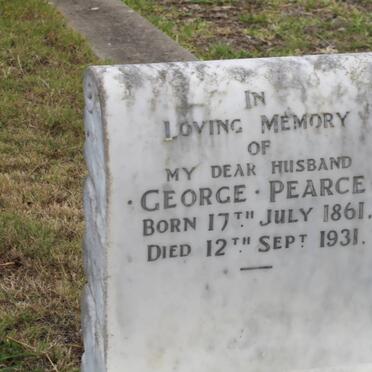 IN
LOVING MEMORY
OF
MY DEAR HUSBAND
·GEORGE·PEARCE
BORN 17TH JULY 1861.
DIED 12TH SEPT 1931.